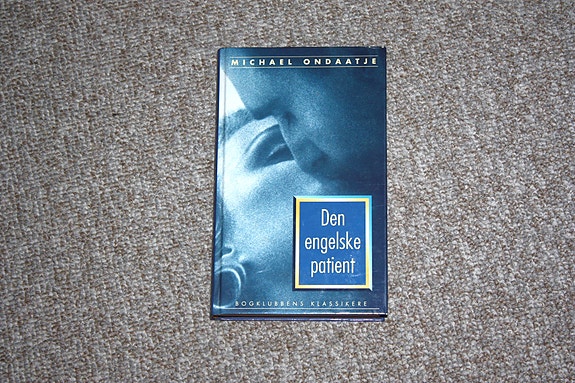 MICHAEL ONDAATJE
Den
engelske
patient
BOGKLUBBENS KLASSIKERE